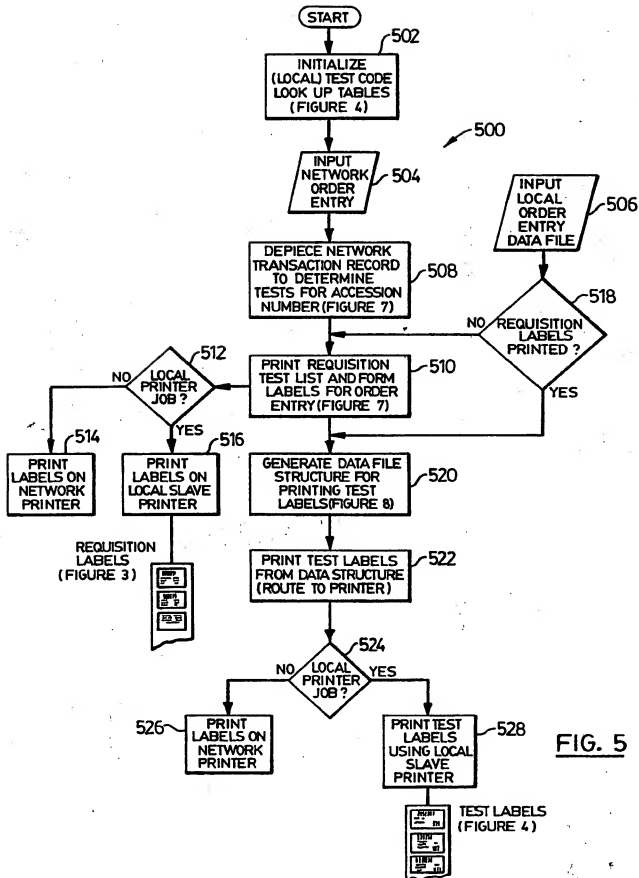 START
502
INITIALIZE
(LOCAL) TEST CODE
LOOK UP TABLES
(FIGURE 4)
500
INPUT
NETWORK
ORDER
ENTRY
504
INPUT
LOCAL
ORDER
ENTRY
DATA FILE
506
DEPIECE NETWORK
TRANSACTION RECORD
TO DETERMINE
TESTS FOR ACCESSION
NUMBER (FIGURE 7)
508
518
NO
REQUISITION
LABELS
PRINTED ?
YES
512
NO
LOCAL
PRINTER
JOB ?
YES
PRINT REQUISITION
TEST LIST AND FORM
LABELS FOR ORDER
ENTRY (FIGURE 7)
510
514
PRINT
LABELS ON
NETWORK
PRINTER
516
PRINT
LABELS ON
LOCAL SLAVE
PRINTER
GENERATE DATA FILE
STRUCTURE FOR
PRINTING TEST
LABELS(FIGURE 8)
520
REQUISITION
LABELS
(FIGURE 3)
PRINT TEST LABELS
FROM DATA STRUCTURE
(ROUTE TO PRINTER)
522
524
NO
LOCAL
PRINTER
JOB ?
YES
526
PRINT
LABELS ON
NETWORK
PRINTER
PRINT TEST
LABELS
USING LOCAL
SLAVE
PRINTER
528
FIG. 5
TEST LABELS
(FIGURE 4)